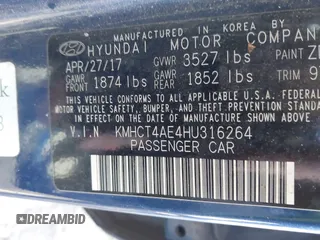 MANUFACTURED IN KOREA BY
HYUNDAI MOTOR COMPAN
APR/27/17 GVWR 3527 lbs PAINT
GAWR FRONT 1874 lbs GAWR REAR 1852 lbs TRIM
THIS VEHICLE CONFORMS TO ALL APPLICABLE U.S.A. FEDERAL
MOTOR VEHICLE SAFETY BUMPER AND THEFT PREVENTION STANDARDS
IN EFFECT ON THE DATE OF MANUFACTURE SHOWN ABOVE.
V.I.N. KMHCT4AE4HU316264
PASSENGER CAR
DREAMBID